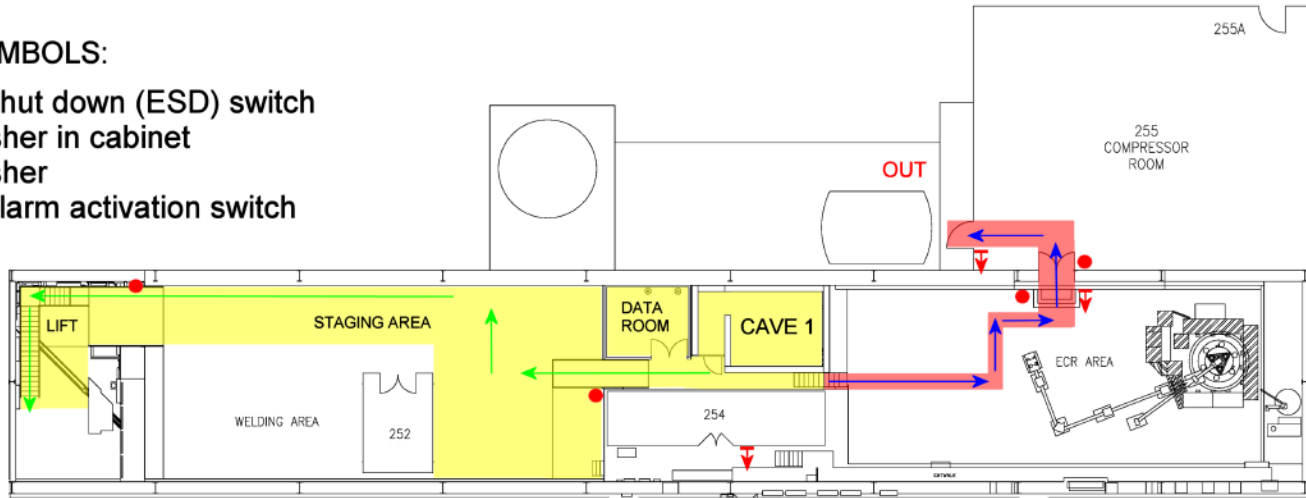 MBOLS:
hut down (ESD) switch
sher in cabinet
sher
larm activation switch
255A
255
COMPRESSOR
ROOM
OUT
LIFT
STAGING AREA
DATA
ROOM
CAVE 1
ECR AREA
WELDING AREA
252
254
CATWALK